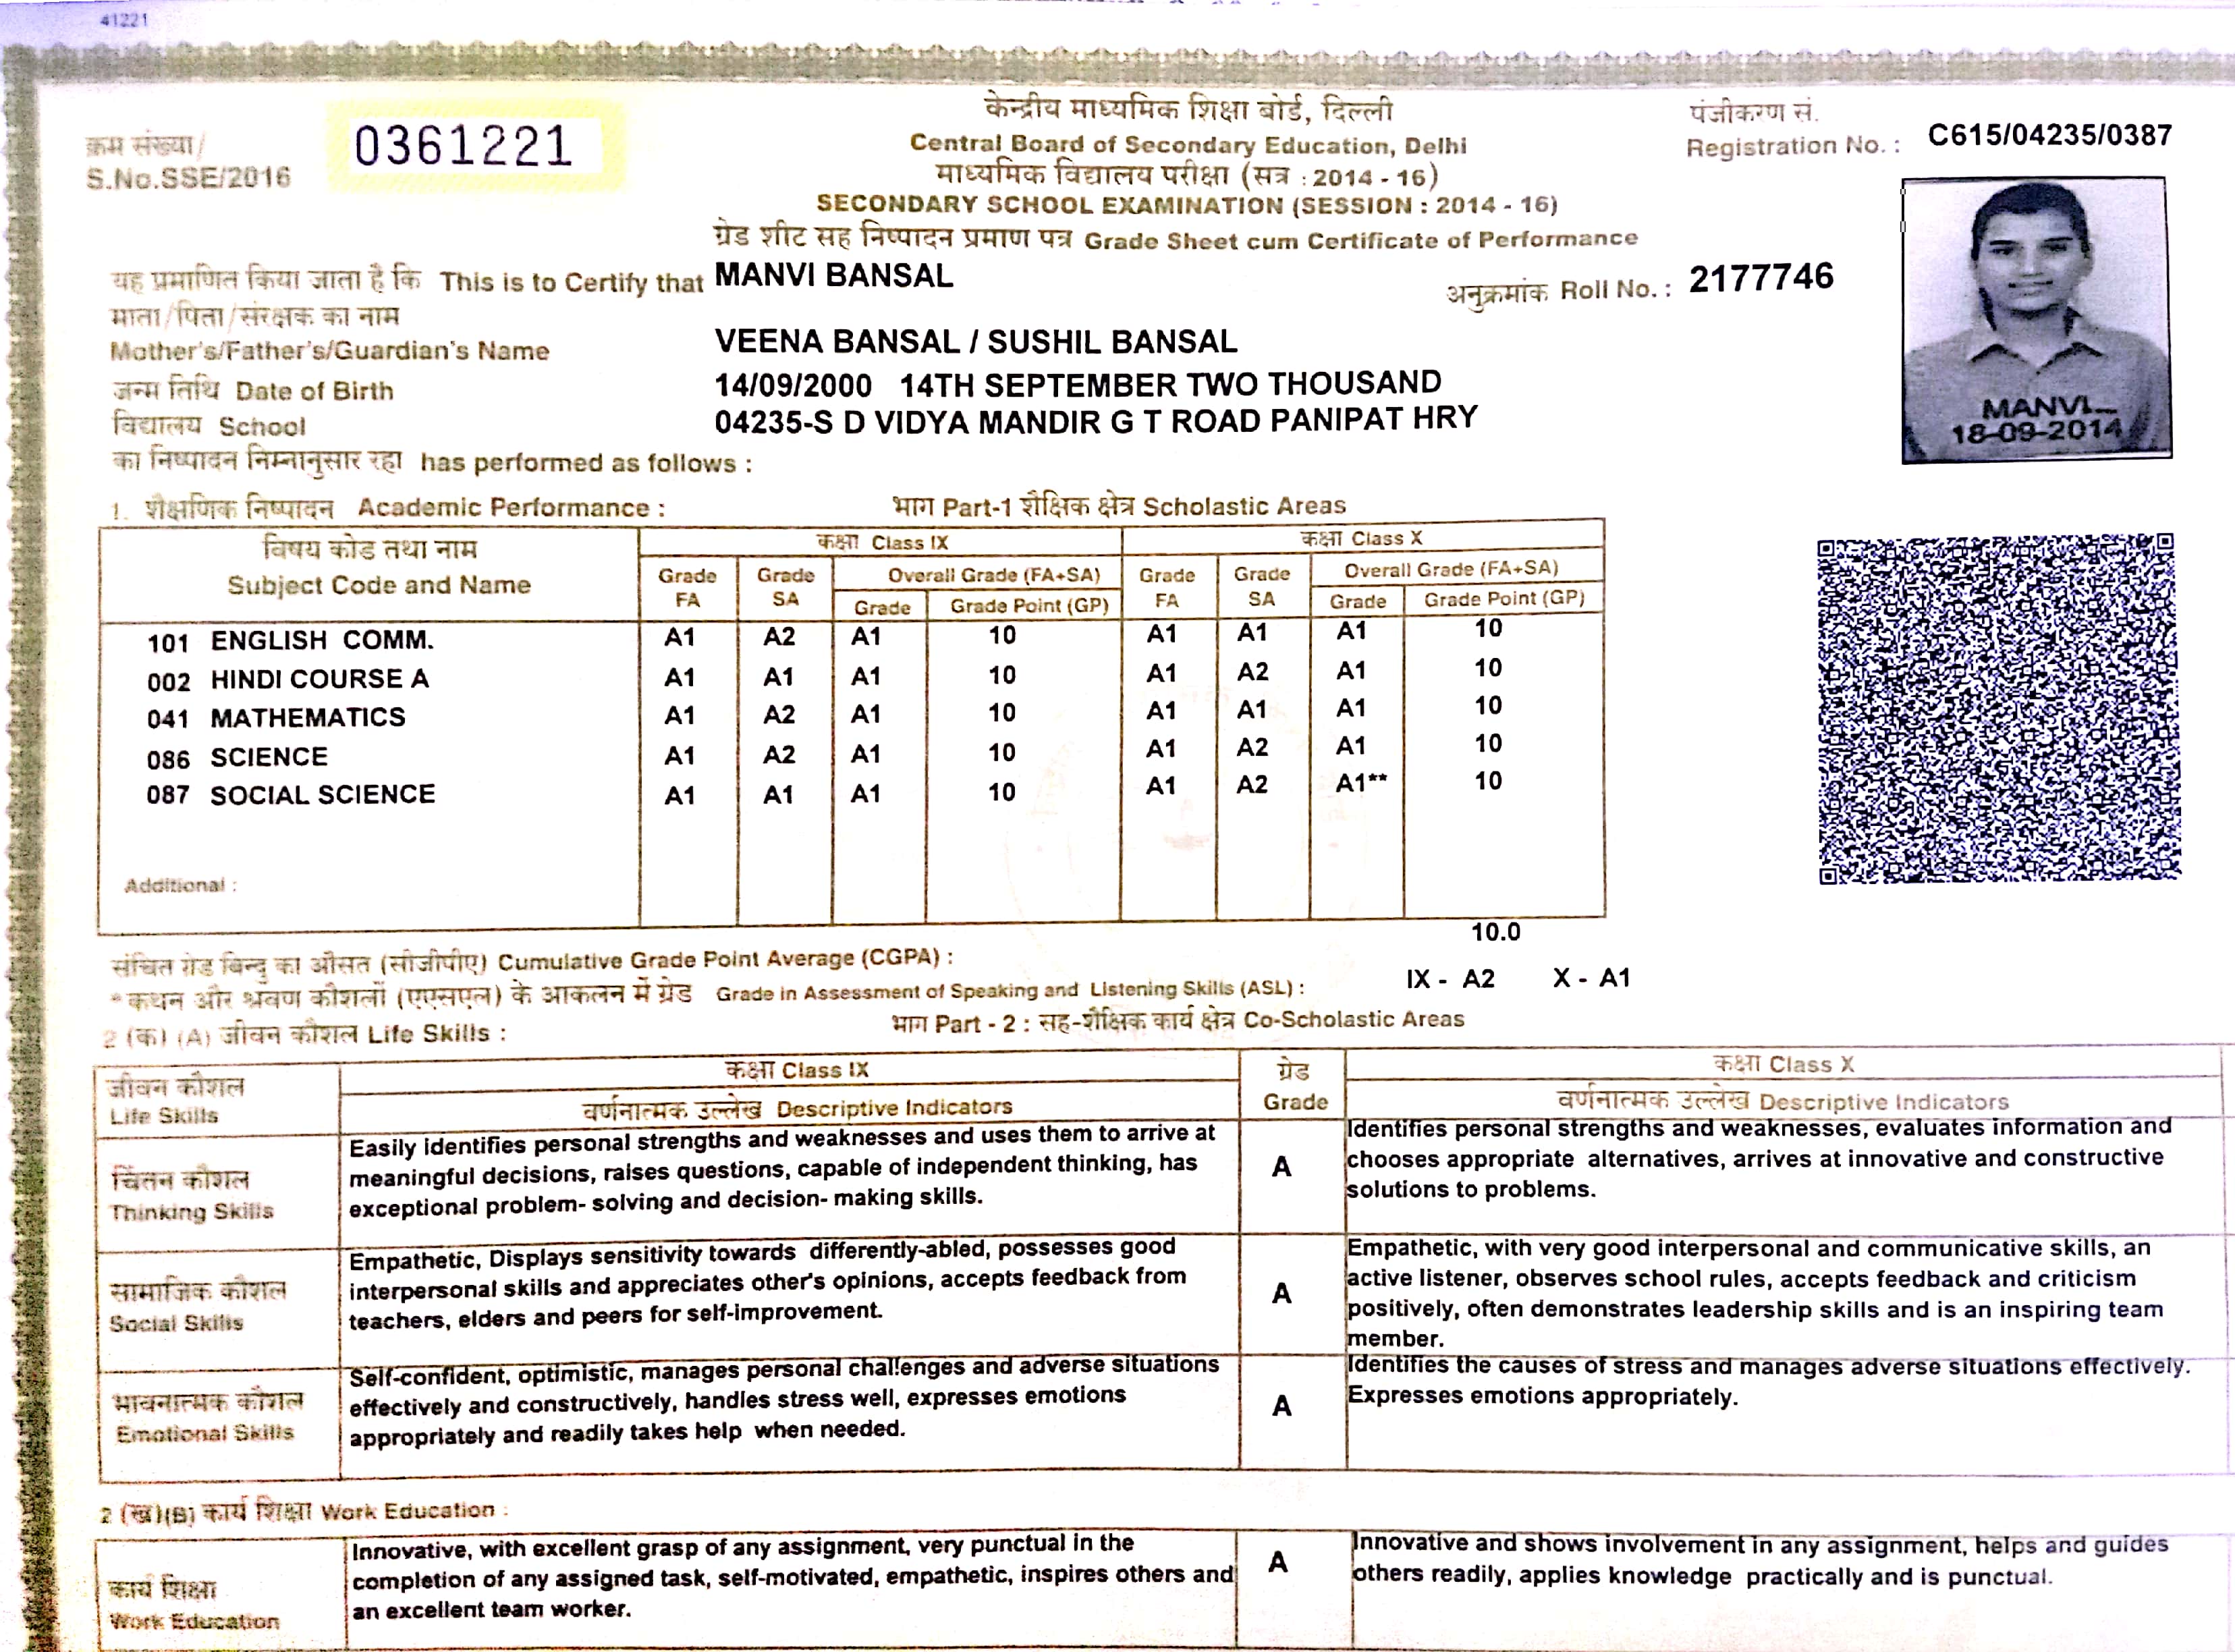 41221
केन्द्रीय माध्यमिक शिक्षा बोर्ड, दिल्ली
Central Board of Secondary Education, Delhi
माध्यमिक विद्यालय परीक्षा (सत्र : 2014 - 16)
SECONDARY SCHOOL EXAMINATION (SESSION : 2014 - 16)
ग्रेड शीट सह निष्पादन प्रमाण पत्र Grade Sheet cum Certificate of Performance
क्रम संख्या/
S.No.SSE/2016 0361221
पंजीकरण सं.
Registration No. : C615/04235/0387
यह प्रमाणित किया जाता है कि This is to Certify that MANVI BANSAL
अनुक्रमांक Roll No. : 2177746
माता/पिता/संरक्षक का नाम
Mother's/Father's/Guardian's Name VEENA BANSAL / SUSHIL BANSAL
जन्म तिथि Date of Birth 14/09/2000 14TH SEPTEMBER TWO THOUSAND
विद्यालय School 04235-S D VIDYA MANDIR G T ROAD PANIPAT HRY
का निष्पादन निम्नानुसार रहा has performed as follows :
MANVI
18-09-2014
1. शैक्षणिक निष्पादन Academic Performance : भाग Part-1 शैक्षिक क्षेत्र Scholastic Areas
विषय कोड तथा नाम
Subject Code and Name
कक्षा Class IX कक्षा Class X
Grade FA Grade SA Overall Grade (FA+SA) Grade FA Grade SA Overall Grade (FA+SA)
Grade Grade Point (GP) Grade Grade Point (GP)
101 ENGLISH COMM. A1 A2 A1 10 A1 A1 A1 10
002 HINDI COURSE A A1 A1 A1 10 A1 A2 A1 10
041 MATHEMATICS A1 A2 A1 10 A1 A1 A1 10
086 SCIENCE A1 A2 A1 10 A1 A2 A1 10
087 SOCIAL SCIENCE A1 A1 A1 10 A1 A2 A1** 10
Additional :
संचित ग्रेड बिन्दु का औसत (सीजीपीए) Cumulative Grade Point Average (CGPA) : 10.0
*कथन और श्रवण कौशलों (एएसएल) के आकलन में ग्रेड Grade in Assessment of Speaking and Listening Skills (ASL) : IX - A2 X - A1
2 (क) (A) जीवन कौशल Life Skills : भाग Part - 2 : सह-शैक्षिक कार्य क्षेत्र Co-Scholastic Areas
जीवन कौशल
Life Skills
कक्षा Class IX
वर्णनात्मक उल्लेख Descriptive Indicators
ग्रेड
Grade
कक्षा Class X
वर्णनात्मक उल्लेख Descriptive Indicators
चिंतन कौशल
Thinking Skills
Easily identifies personal strengths and weaknesses and uses them to arrive at
meaningful decisions, raises questions, capable of independent thinking, has
exceptional problem- solving and decision- making skills.
A
Identifies personal strengths and weaknesses, evaluates information and
chooses appropriate alternatives, arrives at innovative and constructive
solutions to problems.
सामाजिक कौशल
Social Skills
Empathetic, Displays sensitivity towards differently-abled, possesses good
interpersonal skills and appreciates other's opinions, accepts feedback from
teachers, elders and peers for self-improvement.
A
Empathetic, with very good interpersonal and communicative skills, an
active listener, observes school rules, accepts feedback and criticism
positively, often demonstrates leadership skills and is an inspiring team
member.
भावनात्मक कौशल
Emotional Skills
Self-confident, optimistic, manages personal challenges and adverse situations
effectively and constructively, handles stress well, expresses emotions
appropriately and readily takes help when needed.
A
Identifies the causes of stress and manages adverse situations effectively.
Expresses emotions appropriately.
2 (ख)(B) कार्य शिक्षा Work Education :
कार्य शिक्षा
Work Education
Innovative, with excellent grasp of any assignment, very punctual in the
completion of any assigned task, self-motivated, empathetic, inspires others and
an excellent team worker.
A
Innovative and shows involvement in any assignment, helps and guides
others readily, applies knowledge practically and is punctual.